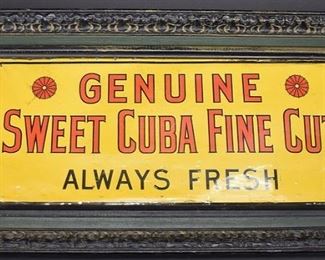 GENUINE
SWEET CUBA FINE CUT
ALWAYS FRESH